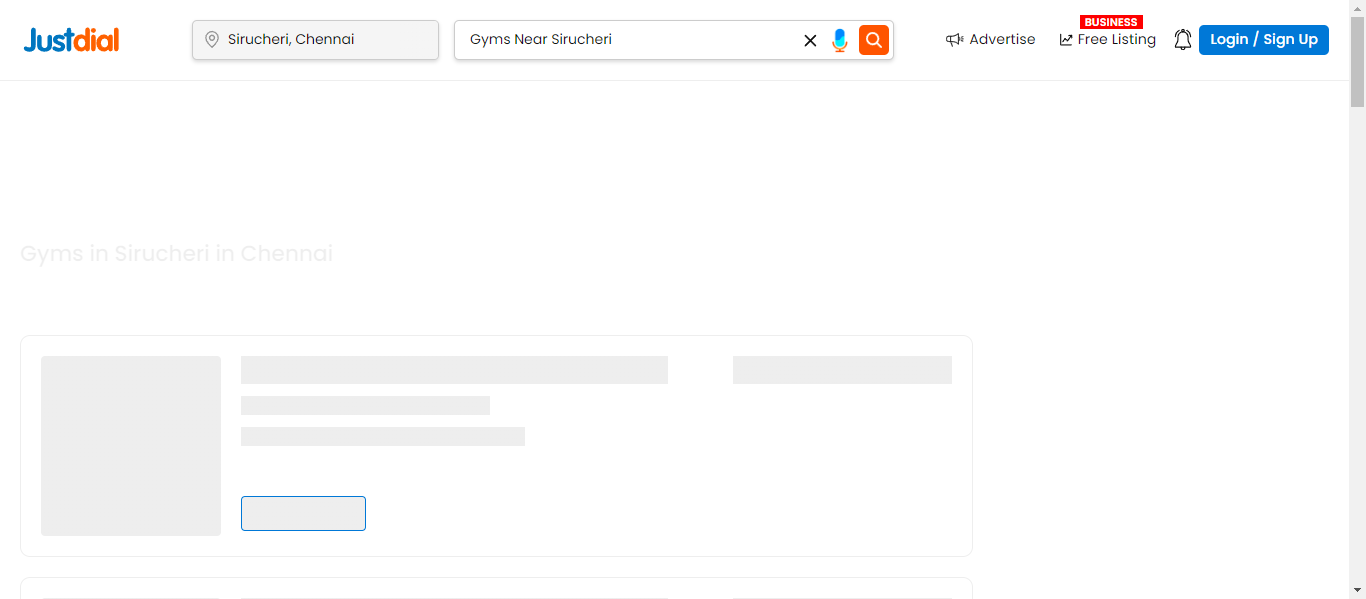 Justdial
Sirucheri, Chennai
Gyms Near Sirucheri
Advertise
BUSINESS
Free Listing
Login / Sign Up
Gyms in Sirucheri in Chennai